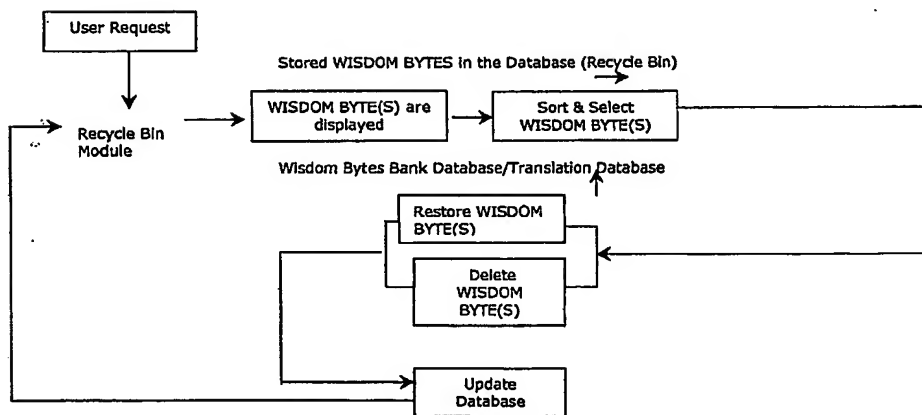 User Request
Stored WISDOM BYTES in the Database (Recycle Bin)
WISDOM BYTE(S) are
displayed
Sort & Select
WISDOM BYTE(S)
Recycle Bin
Module
Wisdom Bytes Bank Database/Translation Database
Restore WISDOM
BYTE(S)
Delete
WISDOM
BYTE(S)
Update
Database